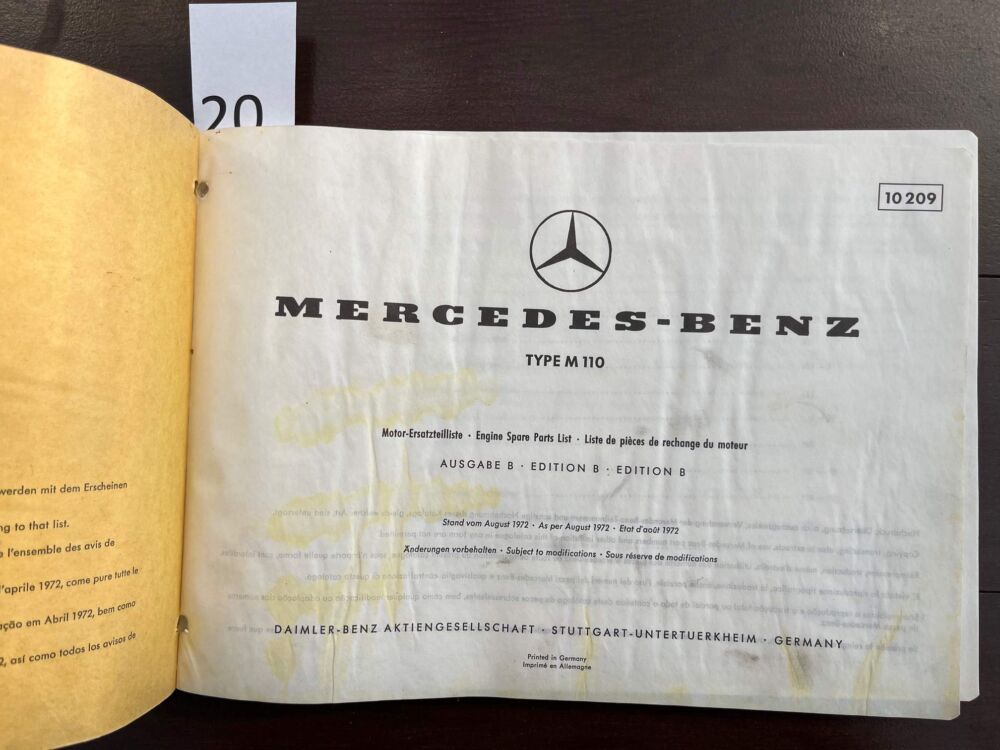 20
werden mit dem Erscheinen
ng to that list.
e l'ensemble des avis de
l'aprile 1972, come pure tutte le
ação em Abril 1972, bem como
2, así como todos los avisos de
10 209
MERCEDES-BENZ
TYPE M 110
Motor-Ersatzteilliste · Engine Spare Parts List · Liste de pièces de rechange du moteur
AUSGABE B · EDITION B · EDITION B
Stand vom August 1972 · As per August 1972 · Etat d'août 1972
Änderungen vorbehalten · Subject to modifications · Sous réserve de modifications
DAIMLER-BENZ AKTIENGESELLSCHAFT · STUTTGART-UNTERTUERKHEIM · GERMANY
Printed in Germany
Imprimé en Allemagne